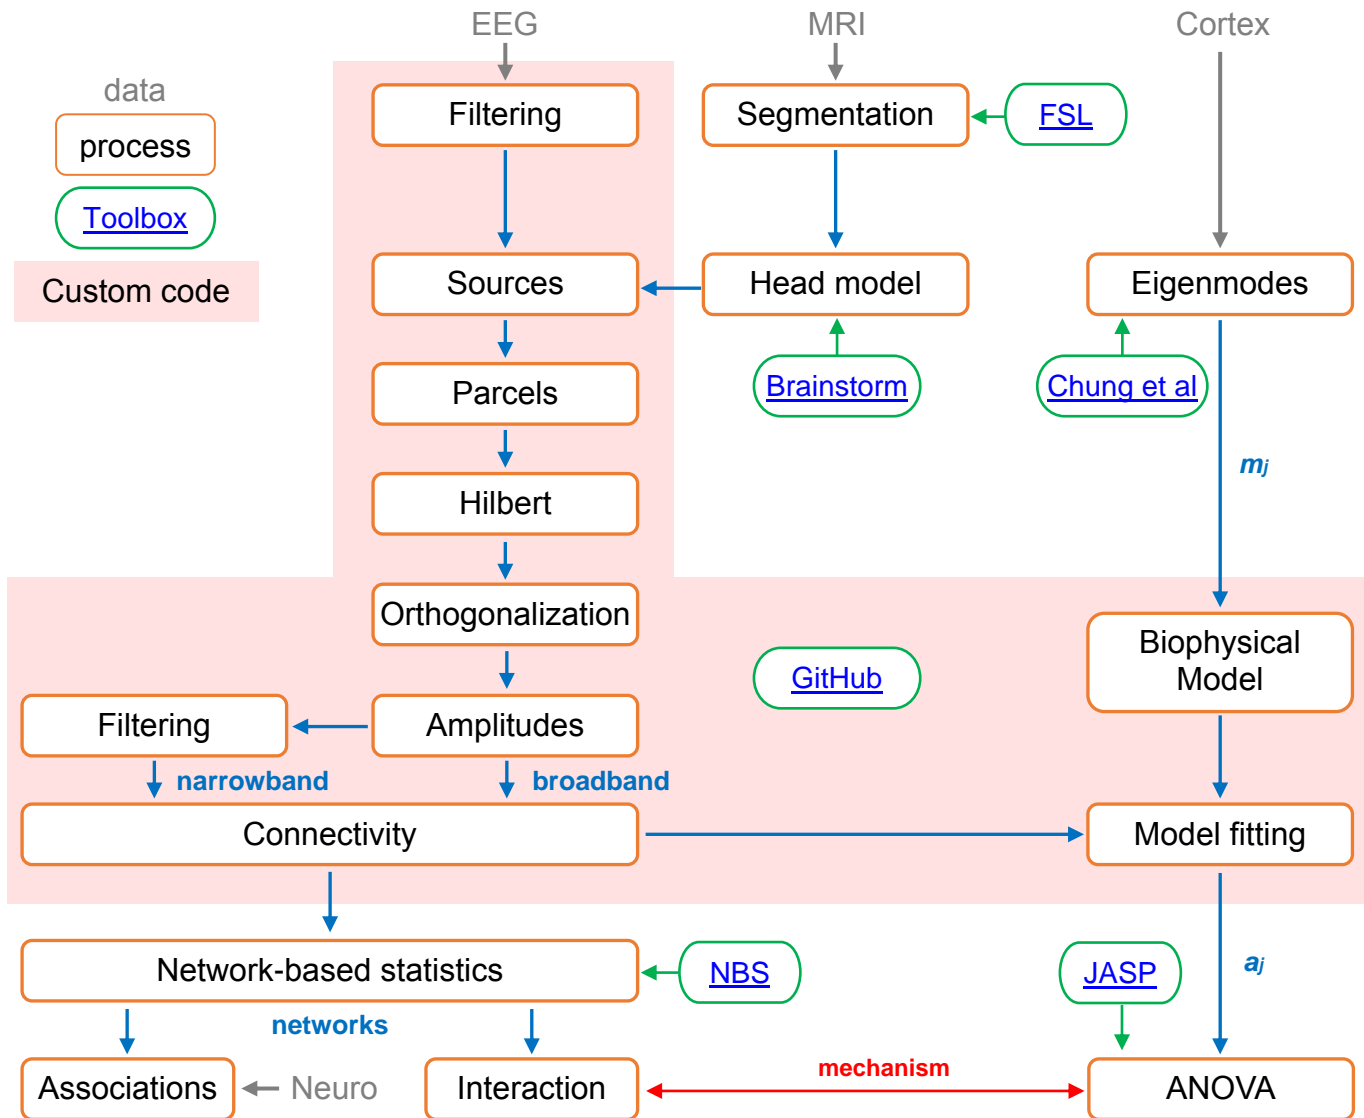 EEG
MRI
Cortex
data
process
Toolbox
Custom code
Filtering
Segmentation
FSL
Sources
Head model
Eigenmodes
Parcels
Brainstorm
Chung et al
mj
Hilbert
Orthogonalization
GitHub
Biophysical
Model
Filtering
Amplitudes
narrowband
broadband
Connectivity
Model fitting
Network-based statistics
NBS
JASP
aj
networks
Associations
Neuro
Interaction
mechanism
ANOVA